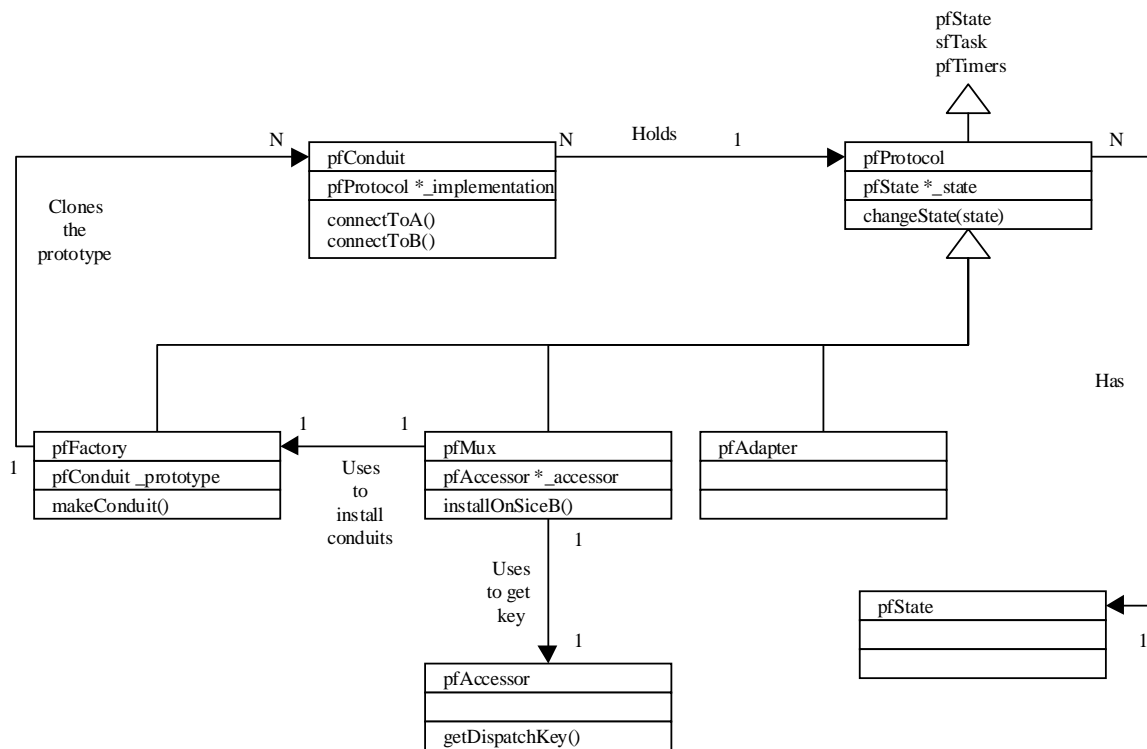 pfState
sfTask
pfTimers
N
N
Holds
1
N
pfConduit
pfProtocol *_implementation
connectToA()
connectToB()
pfProtocol
pfState *_state
changeState(state)
Clones
the
prototype
Has
1
pfFactory
pfConduit _prototype
makeConduit()
1
1
Uses
to
install
conduits
pfMux
pfAccessor *_accessor
installOnSiceB()
pfAdapter
1
Uses
to get
key
1
pfState
1
pfAccessor
getDispatchKey()